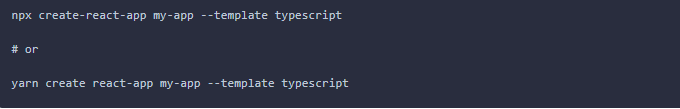 npx create-react-app my-app --template typescript
# or
yarn create react-app my-app --template typescript